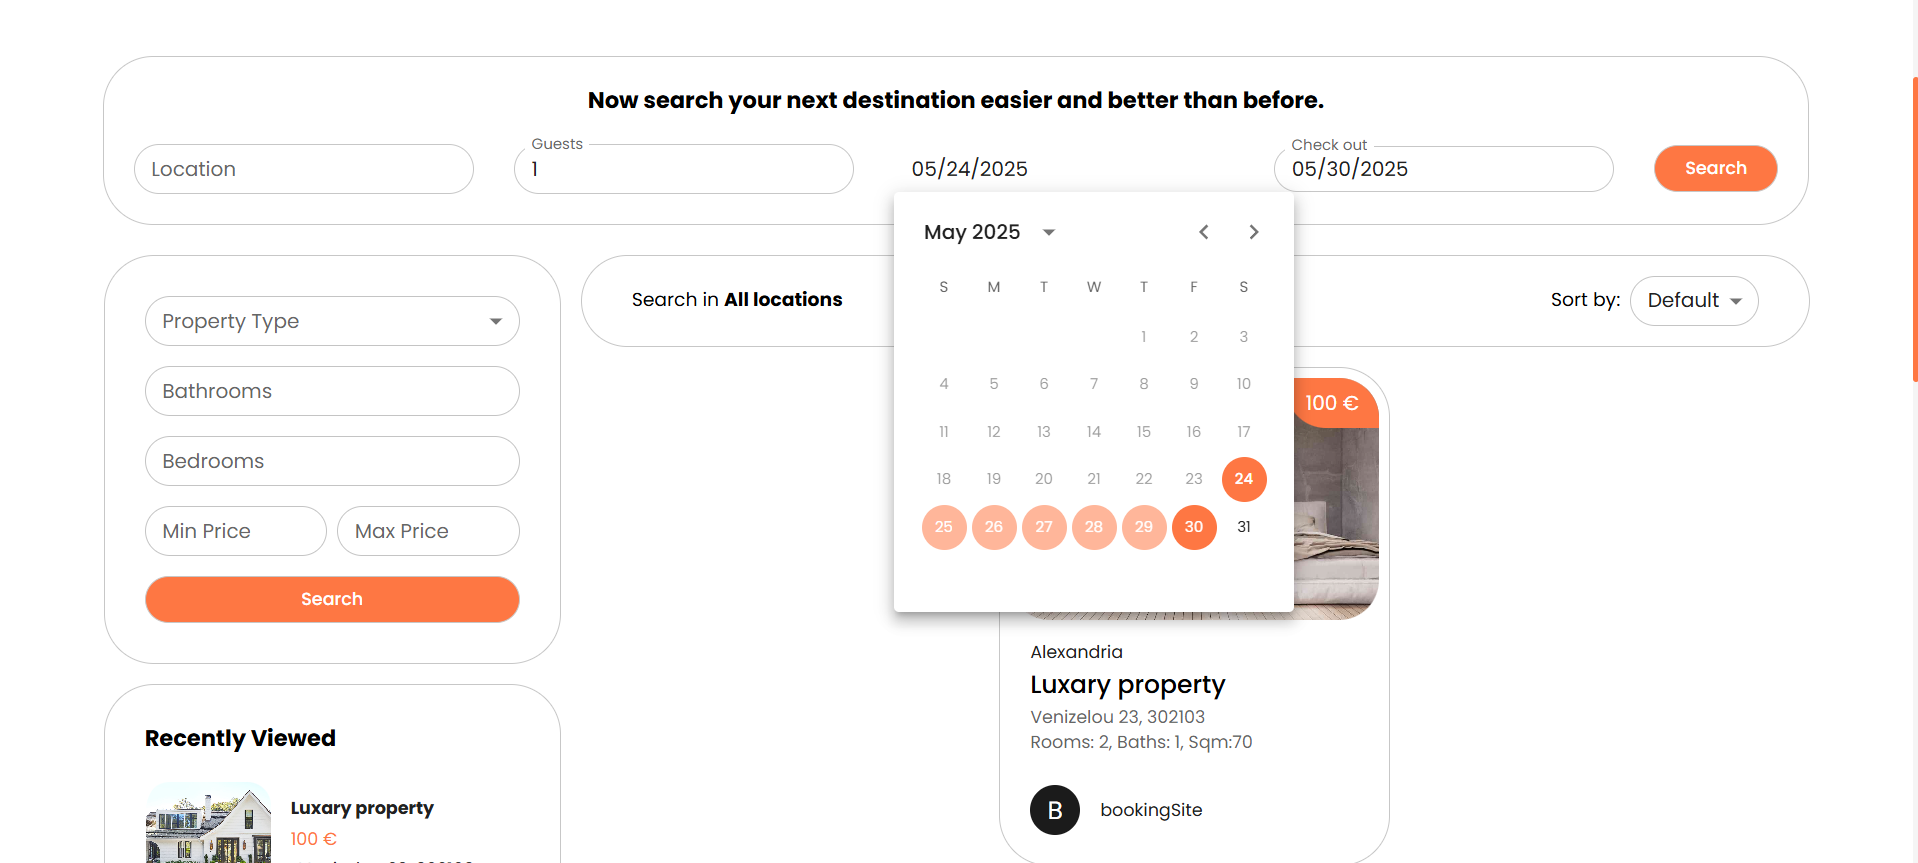 Now search your next destination easier and better than before.
Location
Guests
1
05/24/2025
Check out
05/30/2025
Search
May 2025
S M T W T F S
1 2 3
4 5 6 7 8 9 10
11 12 13 14 15 16 17
18 19 20 21 22 23 24
25 26 27 28 29 30 31
Property Type
Bathrooms
Bedrooms
Min Price Max Price
Search
Search in All locations
Sort by: Default
100 €
Alexandria
Luxary property
Venizelou 23, 302103
Rooms: 2, Baths: 1, Sqm:70
B bookingSite
Recently Viewed
Luxary property
100 €